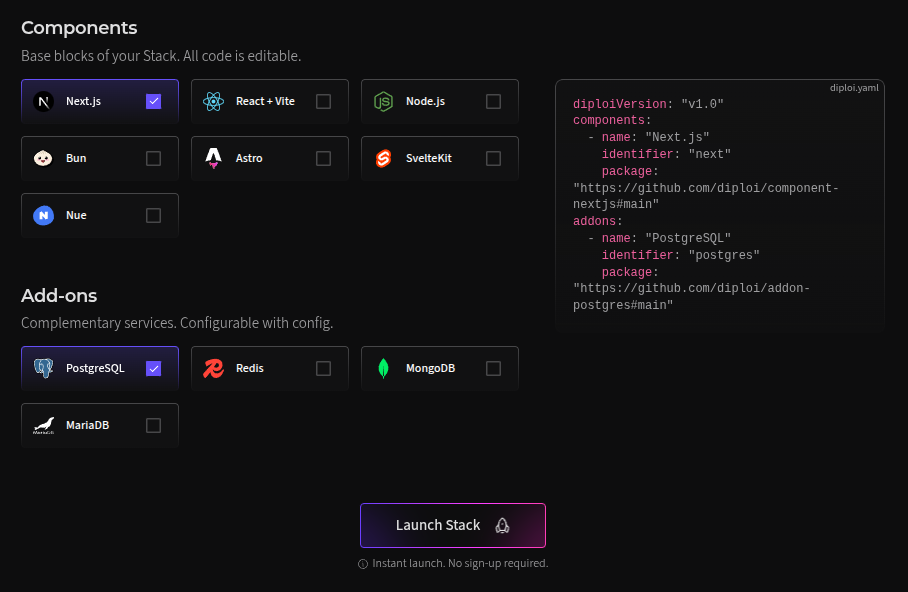 Components
Base blocks of your Stack. All code is editable.
Next.js
React + Vite
Node.js
Bun
Astro
SvelteKit
Nue
diploi.yaml
diploiVersion: "v1.0"
components:
- name: "Next.js"
identifier: "next"
package:
"https://github.com/diploi/component-
nextjs#main"
addons:
- name: "PostgreSQL"
identifier: "postgres"
package:
"https://github.com/diploi/addon-
postgres#main"
Add-ons
Complementary services. Configurable with config.
PostgreSQL
Redis
MongoDB
MariaDB
Launch Stack
Instant launch. No sign-up required.